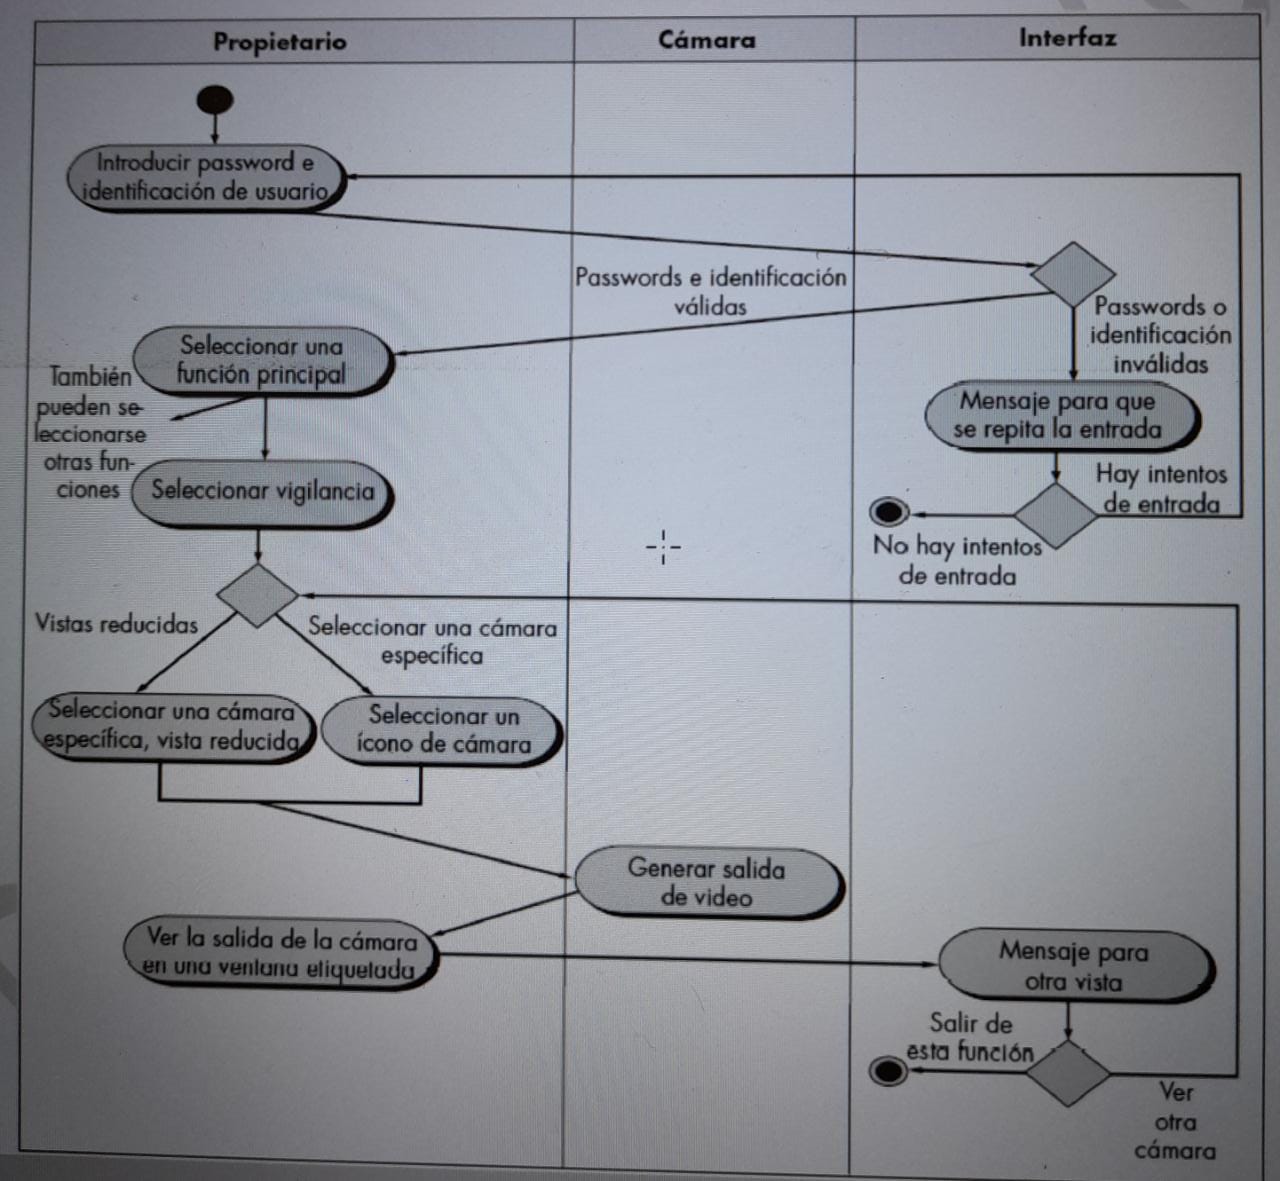 Propietario
Cámara
Interfaz
Introducir password e
identificación de usuario
Passwords e identificación
válidas
Passwords o
identificación
inválidas
Seleccionar una
función principal
También
pueden se-
leccionarse
otras fun-
ciones
Mensaje para que
se repita la entrada
Seleccionar vigilancia
Hay intentos
de entrada
No hay intentos
de entrada
Vistas reducidas
Seleccionar una cámara
específica
Seleccionar una cámara
específica, vista reducida
Seleccionar un
ícono de cámara
Generar salida
de video
Ver la salida de la cámara
en una ventana etiquetada
Mensaje para
otra vista
Salir de
esta función
Ver
otra
cámara